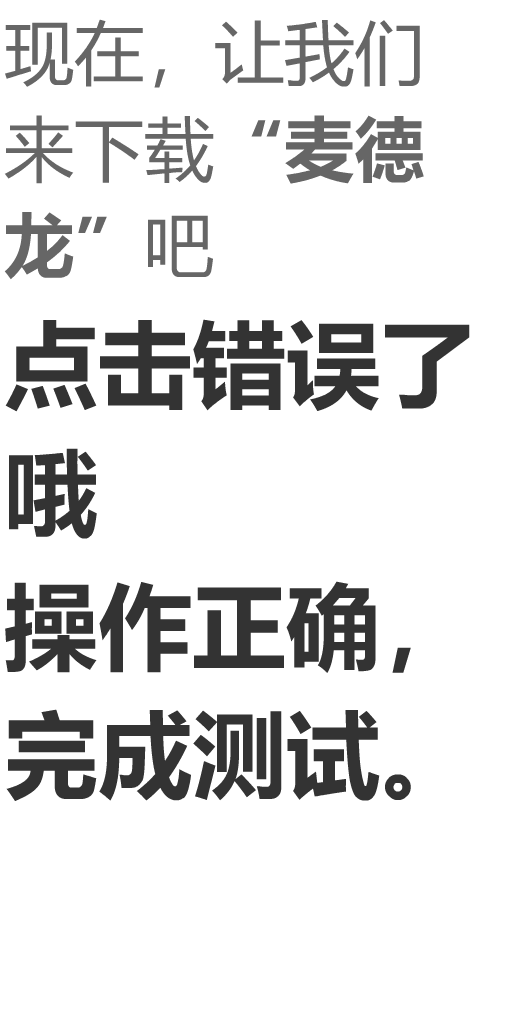 现在，让我们
来下载“麦德
龙”吧
点击错误了
哦
操作正确，
完成测试。